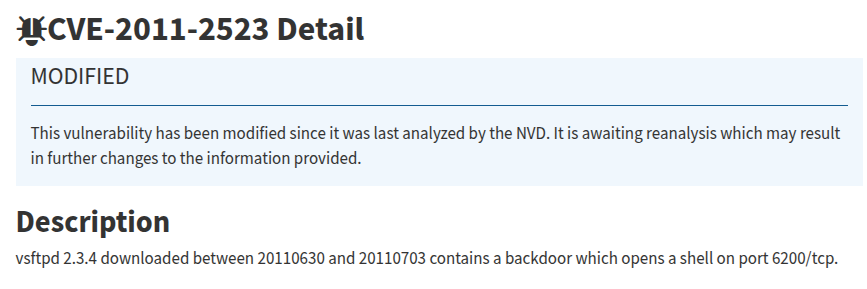 CVE-2011-2523 Detail
MODIFIED
This vulnerability has been modified since it was last analyzed by the NVD. It is awaiting reanalysis which may result
in further changes to the information provided.
Description
vsftpd 2.3.4 downloaded between 20110630 and 20110703 contains a backdoor which opens a shell on port 6200/tcp.